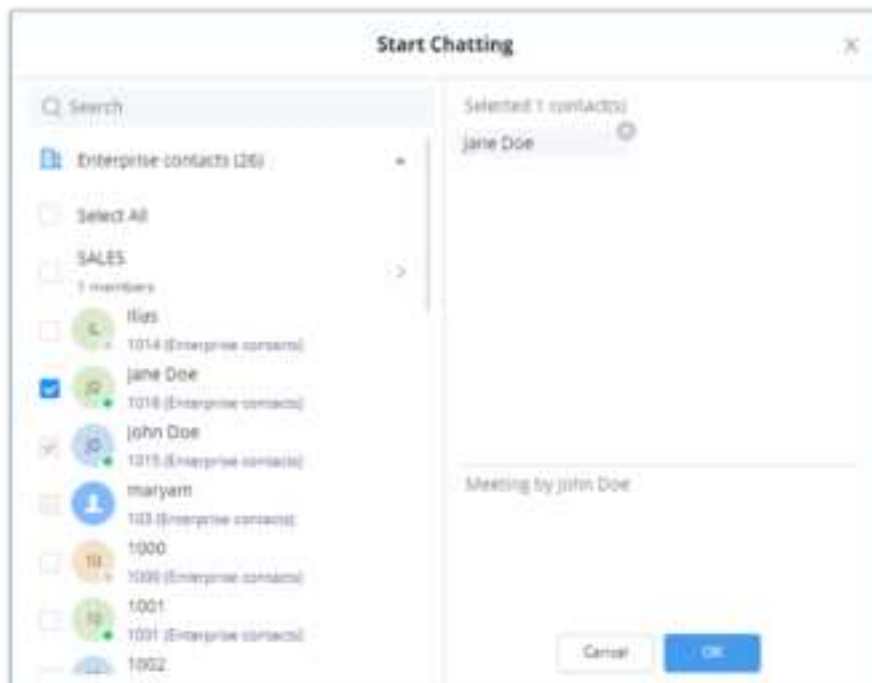 Start Chatting
Search
Selected 1 contact(s)
Jane Doe
Enterprise contacts (26)
Select All
SALES
1 members
Ilias
1014 (Enterprise contacts)
Jane Doe
1016 (Enterprise contacts)
John Doe
1015 (Enterprise contacts)
maryam
103 (Enterprise contacts)
1000
1000 (Enterprise contacts)
1001
1001 (Enterprise contacts)
1002
Meeting by John Doe
Cancel
OK